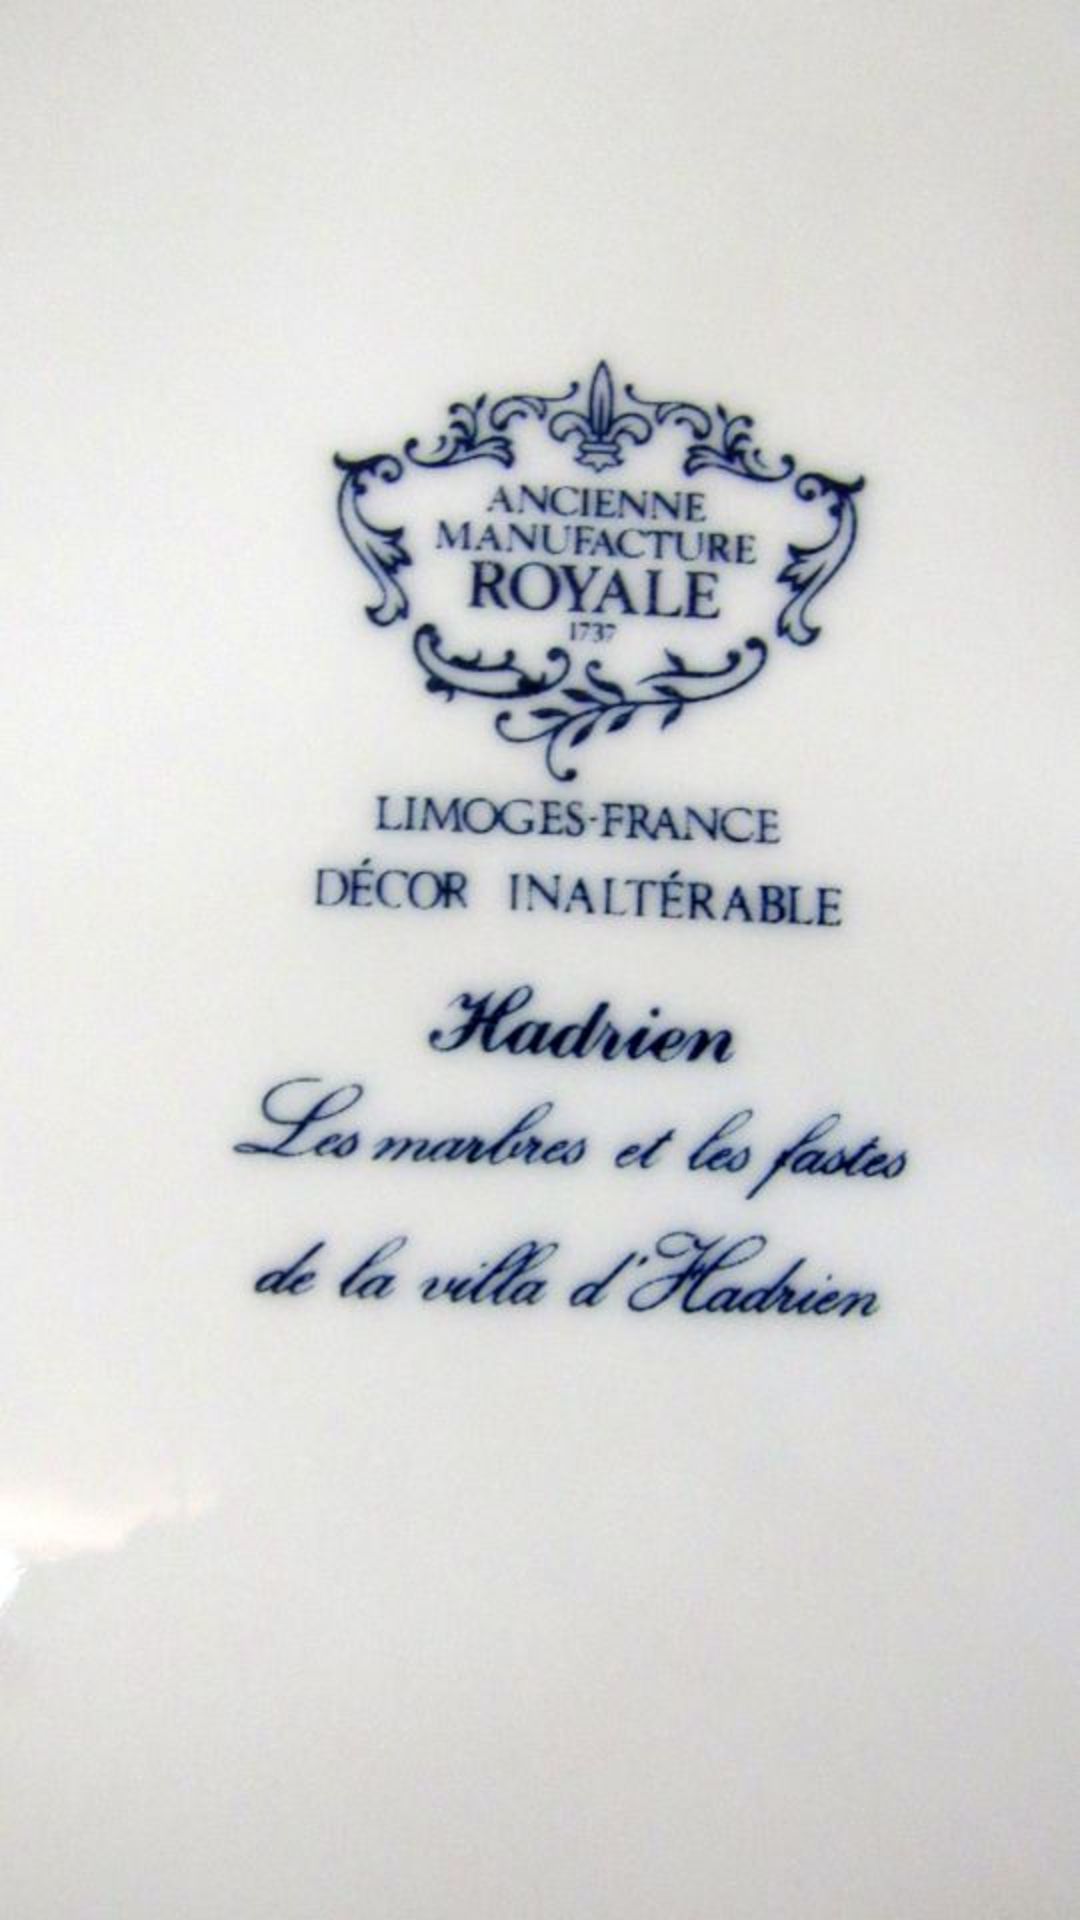 ANCIENNE
MANUFACTURE
ROYALE
1737
LIMOGES-FRANCE
DÉCOR INALTÉRABLE
Hadrien
Les marbres et les fastes
de la villa d'Hadrien